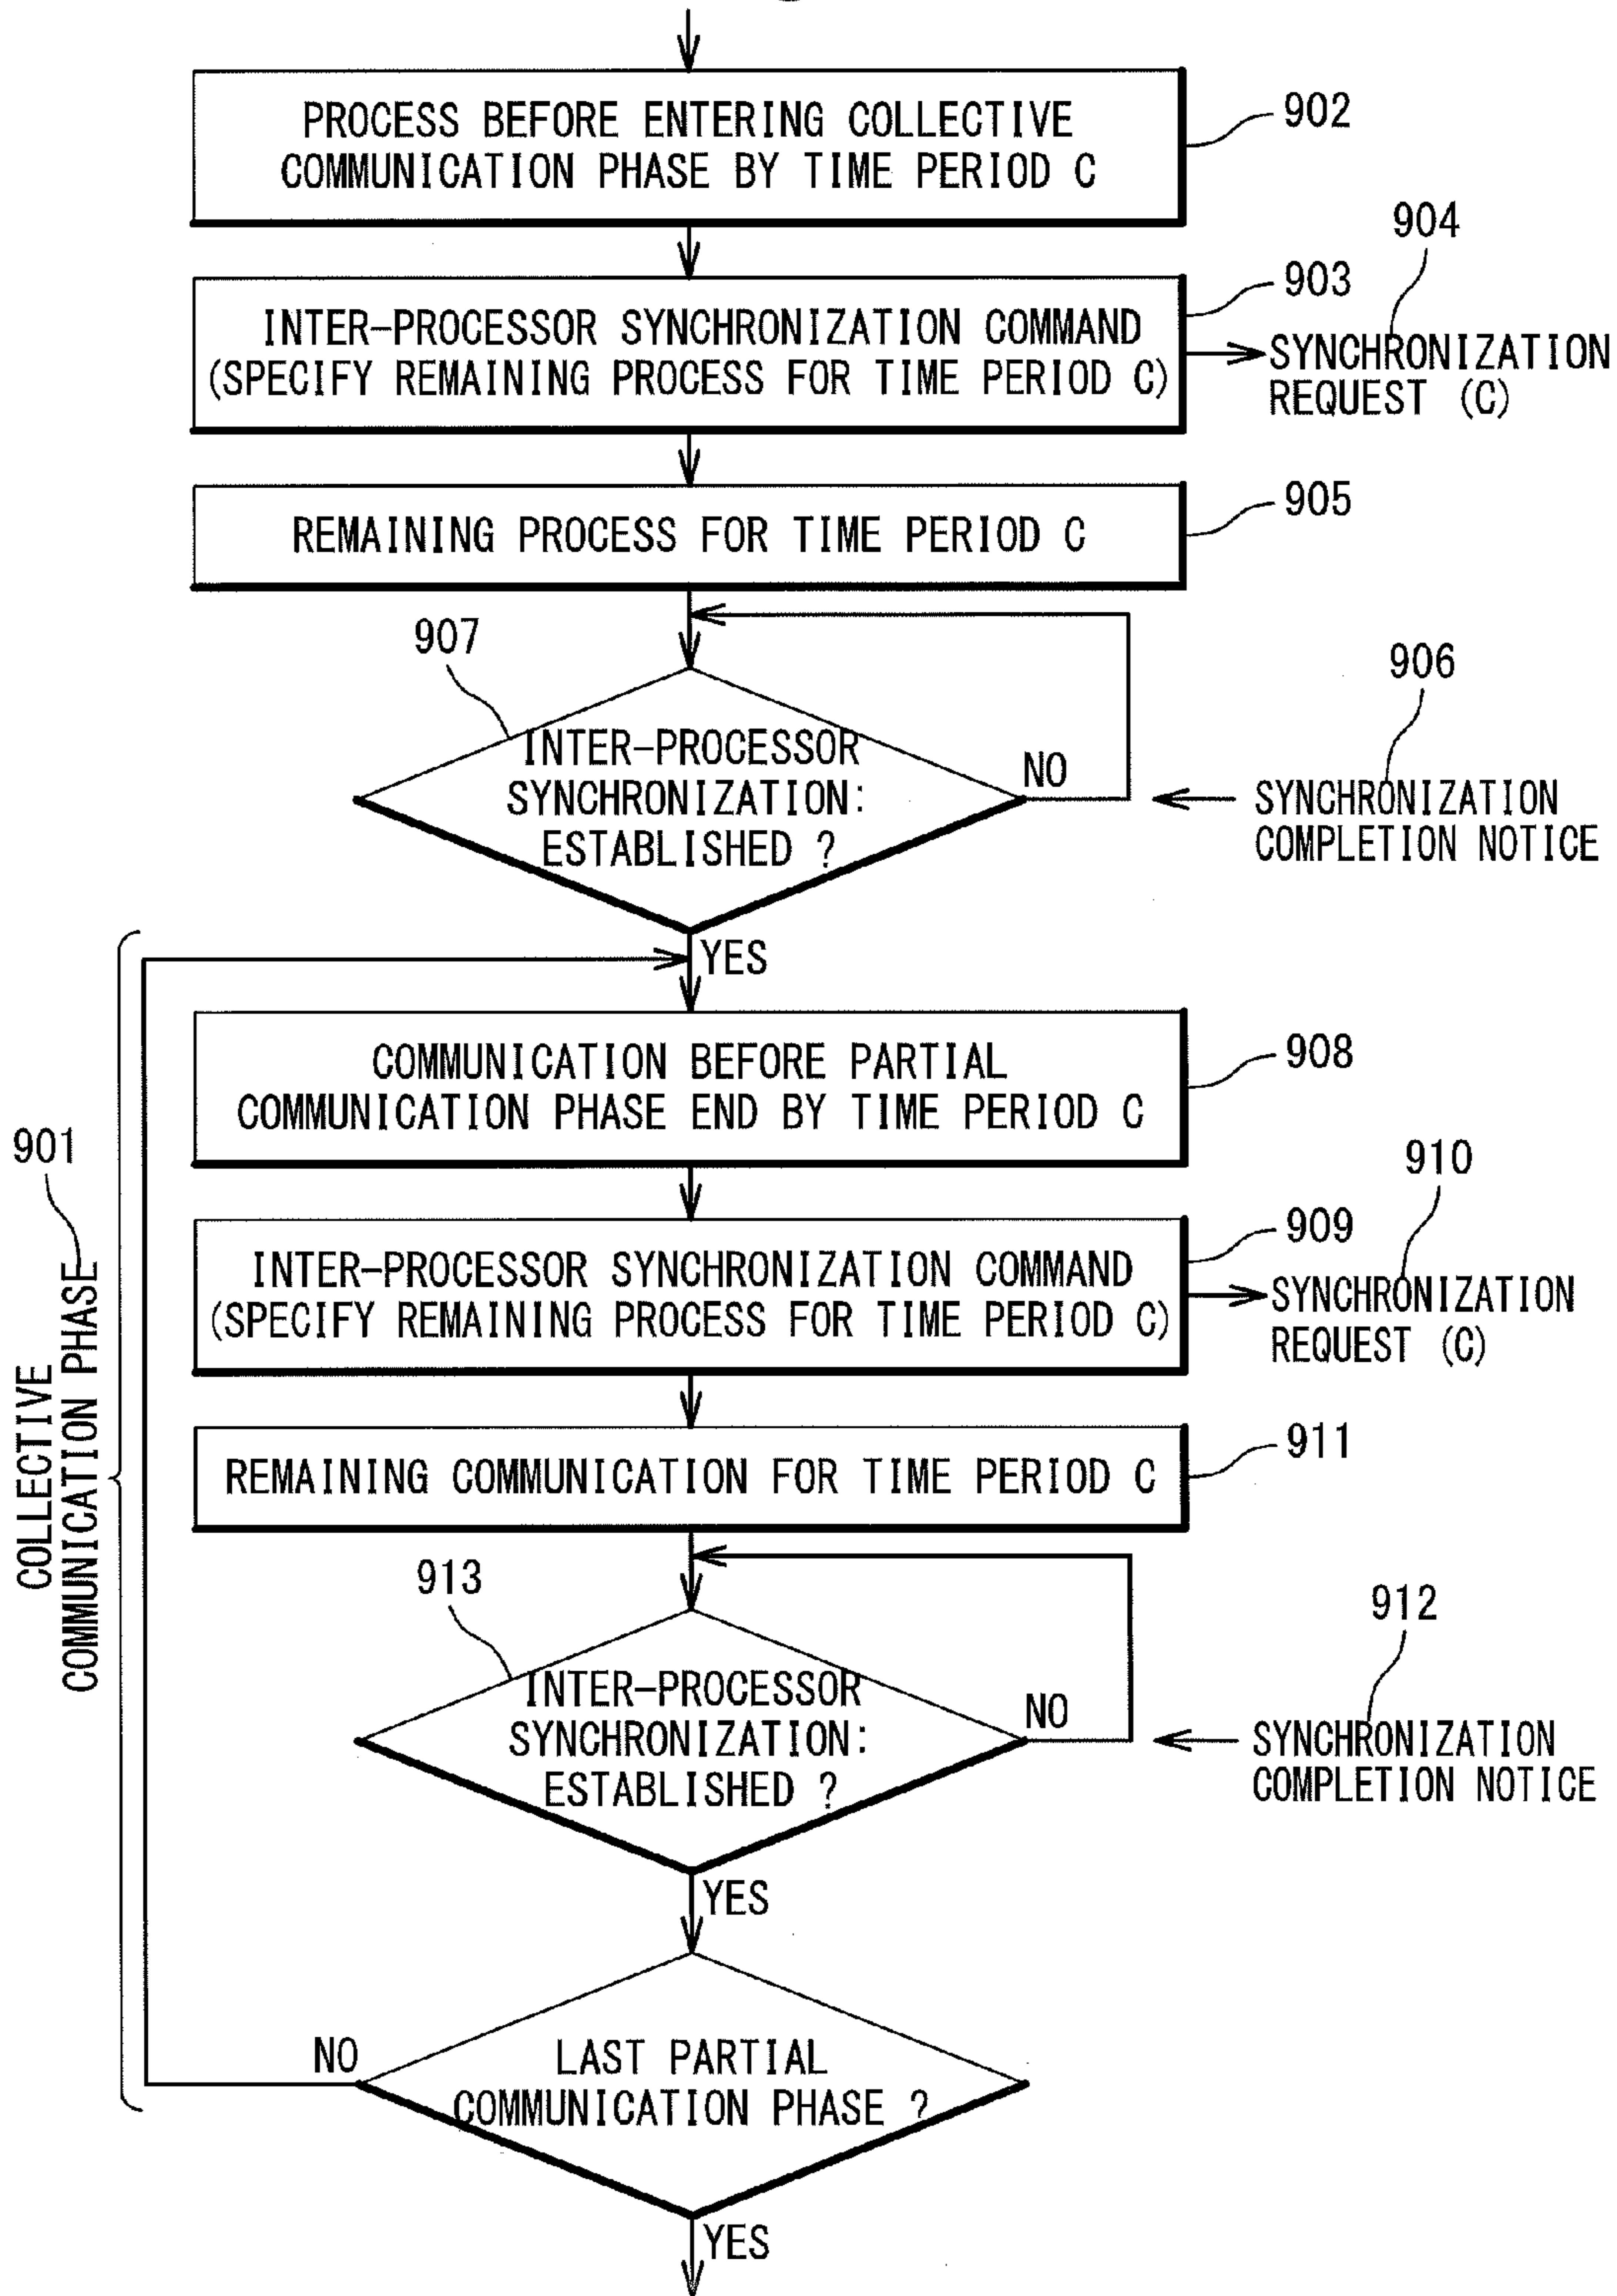 PROCESS BEFORE ENTERING COLLECTIVE
COMMUNICATION PHASE BY TIME PERIOD C
902
904
INTER-PROCESSOR SYNCHRONIZATION COMMAND
(SPECIFY REMAINING PROCESS FOR TIME PERIOD C)
903
SYNCHRONIZATION
REQUEST (C)
REMAINING PROCESS FOR TIME PERIOD C
905
907
906
INTER-PROCESSOR
SYNCHRONIZATION:
ESTABLISHED ?
NO
SYNCHRONIZATION
COMPLETION NOTICE
YES
COMMUNICATION BEFORE PARTIAL
COMMUNICATION PHASE END BY TIME PERIOD C
908
901
COLLECTIVE
COMMUNICATION PHASE
910
INTER-PROCESSOR SYNCHRONIZATION COMMAND
(SPECIFY REMAINING PROCESS FOR TIME PERIOD C)
909
SYNCHRONIZATION
REQUEST (C)
REMAINING COMMUNICATION FOR TIME PERIOD C
911
913
912
INTER-PROCESSOR
SYNCHRONIZATION:
ESTABLISHED ?
NO
SYNCHRONIZATION
COMPLETION NOTICE
YES
NO
LAST PARTIAL
COMMUNICATION PHASE ?
YES